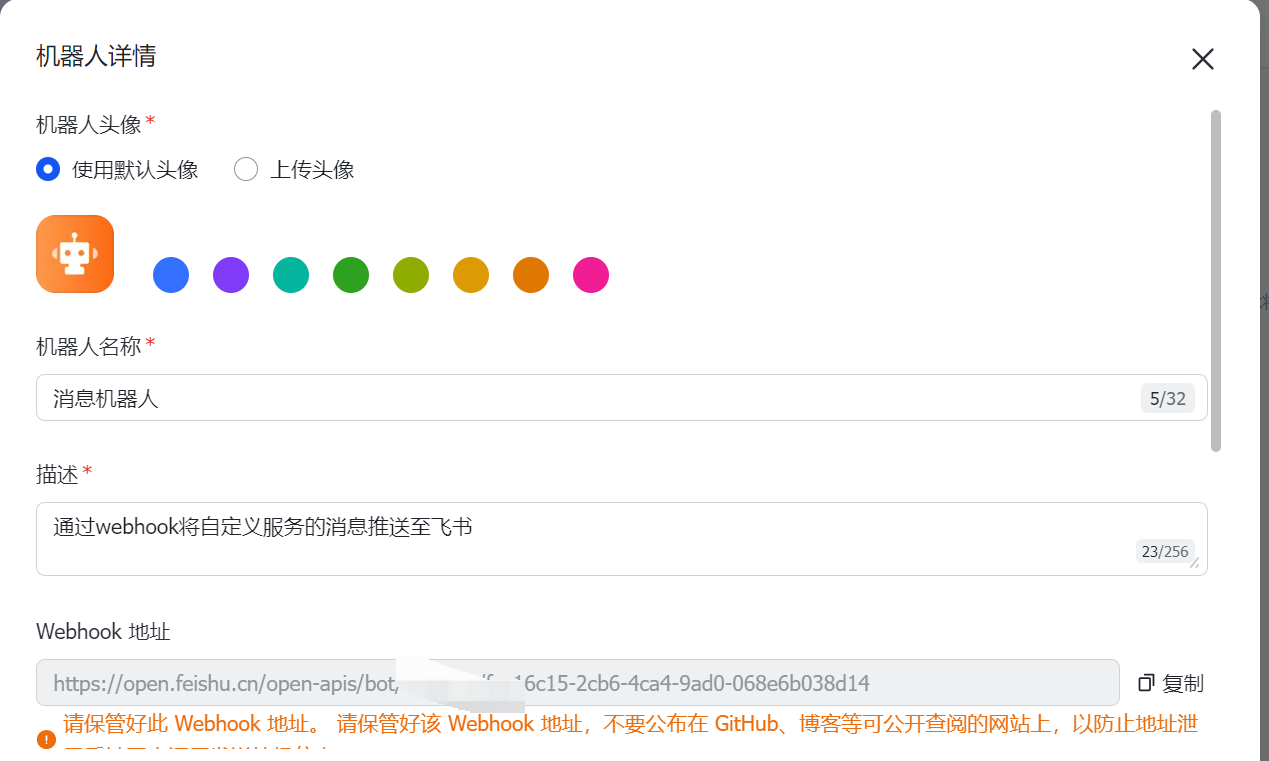 机器人详情
机器人头像*
使用默认头像 上传头像
机器人名称*
消息机器人 5/32
描述*
通过webhook将自定义服务的消息推送至飞书
23/256
Webhook 地址
https://open.feishu.cn/open-apis/bot/ 16c15-2cb6-4ca4-9ad0-068e6b038d14 复制
请保管好此 Webhook 地址。 请保管好该 Webhook 地址，不要公布在 GitHub、博客等可公开查阅的网站上，以防止地址泄